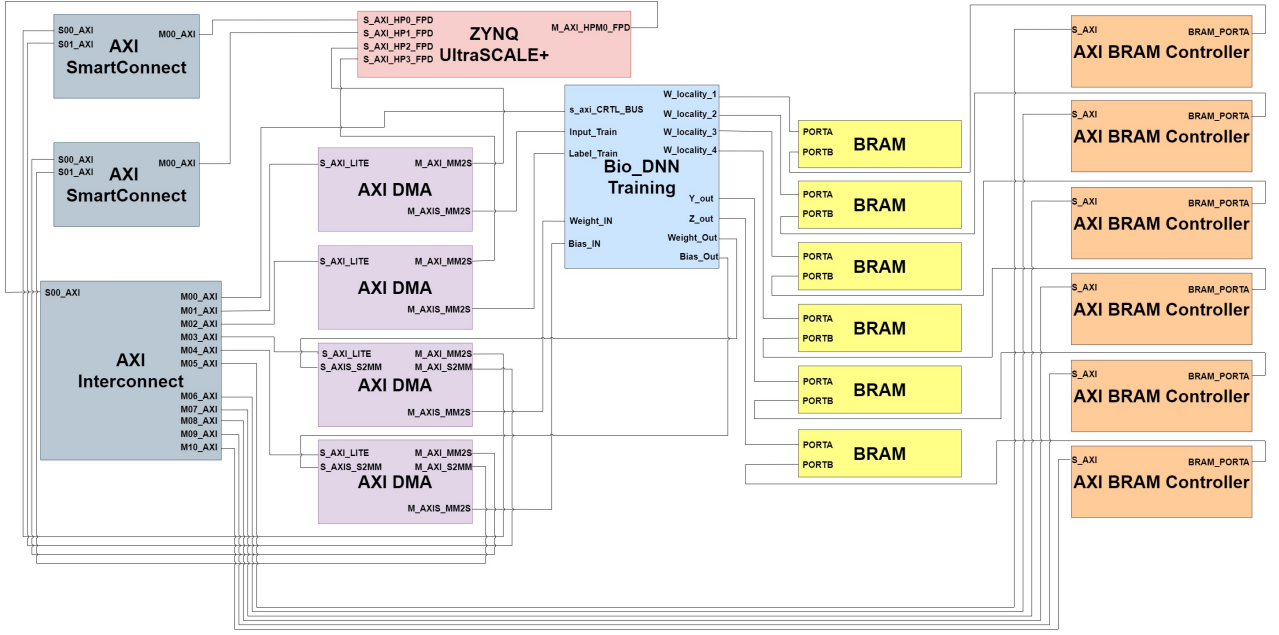 S00_AXI
S01_AXI
M00_AXI
AXI
SmartConnect
S_AXI_HP0_FPD
S_AXI_HP1_FPD
S_AXI_HP2_FPD
S_AXI_HP3_FPD
ZYNQ
UltraSCALE+
M_AXI_HPM0_FPD
S00_AXI
S01_AXI
M00_AXI
AXI
SmartConnect
S00_AXI
AXI
Interconnect
M00_AXI
M01_AXI
M02_AXI
M03_AXI
M04_AXI
M05_AXI
M06_AXI
M07_AXI
M08_AXI
M09_AXI
M10_AXI
S_AXI_LITE
M_AXI_MM2S
AXI DMA
M_AXIS_MM2S
S_AXI_LITE
M_AXI_MM2S
AXI DMA
M_AXIS_MM2S
S_AXI_LITE
S_AXIS_S2MM
M_AXI_MM2S
M_AXI_S2MM
AXI DMA
M_AXIS_MM2S
S_AXI_LITE
S_AXIS_S2MM
M_AXI_MM2S
M_AXI_S2MM
AXI DMA
M_AXIS_MM2S
s_axi_CRTL_BUS
Input_Train
Label_Train
Weight_IN
Bias_IN
Bio_DNN
Training
W_locality_1
W_locality_2
W_locality_3
W_locality_4
Y_out
Z_out
Weight_Out
Bias_Out
PORTA
PORTB
BRAM
PORTA
PORTB
BRAM
PORTA
PORTB
BRAM
PORTA
PORTB
BRAM
PORTA
PORTB
BRAM
PORTA
PORTB
BRAM
S_AXI
BRAM_PORTA
AXI BRAM Controller
S_AXI
BRAM_PORTA
AXI BRAM Controller
S_AXI
BRAM_PORTA
AXI BRAM Controller
S_AXI
BRAM_PORTA
AXI BRAM Controller
S_AXI
BRAM_PORTA
AXI BRAM Controller
S_AXI
BRAM_PORTA
AXI BRAM Controller